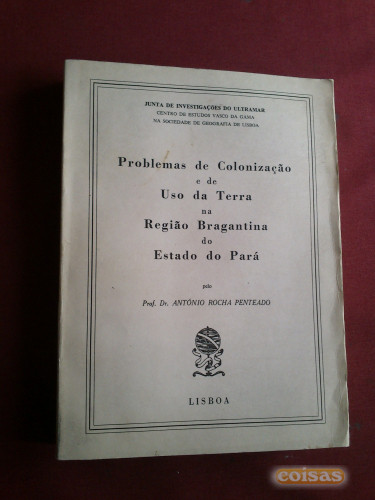 JUNTA DE INVESTIGAÇÕES DO ULTRAMAR
CENTRO DE ESTUDOS VASCO DA GAMA
NA SOCIEDADE DE GEOGRAFIA DE LISBOA
Problemas de Colonização
e de
Uso da Terra
na
Região Bragantina
do
Estado do Pará
pelo
Prof. Dr. ANTÓNIO ROCHA PENTEADO
LISBOA
coisas